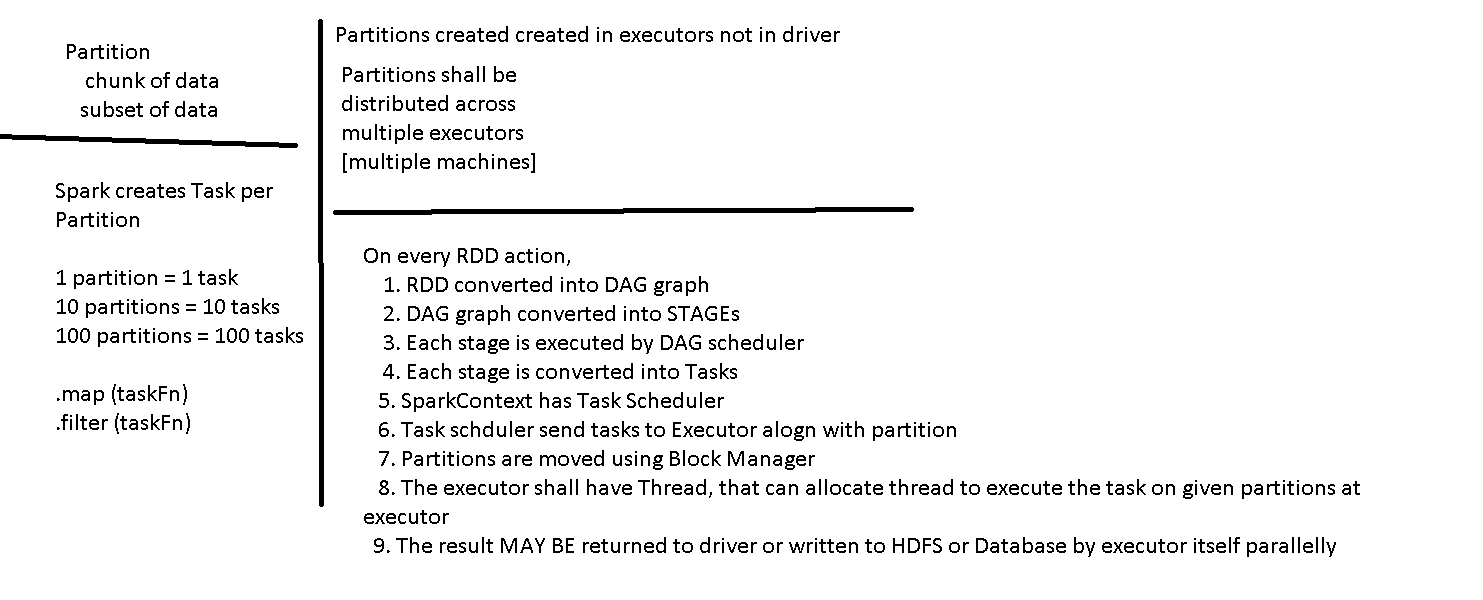 Partition
chunk of data
subset of data
Spark creates Task per
Partition
1 partition = 1 task
10 partitions = 10 tasks
100 partitions = 100 tasks
.map (taskFn)
.filter (taskFn)
Partitions created created in executors not in driver
Partitions shall be
distributed across
multiple executors
[multiple machines]
On every RDD action,
1. RDD converted into DAG graph
2. DAG graph converted into STAGEs
3. Each stage is executed by DAG scheduler
4. Each stage is converted into Tasks
5. SparkContext has Task Scheduler
6. Task schduler send tasks to Executor alogn with partition
7. Partitions are moved using Block Manager
8. The executor shall have Thread, that can allocate thread to execute the task on given partitions at
executor
9. The result MAY BE returned to driver or written to HDFS or Database by executor itself parallelly